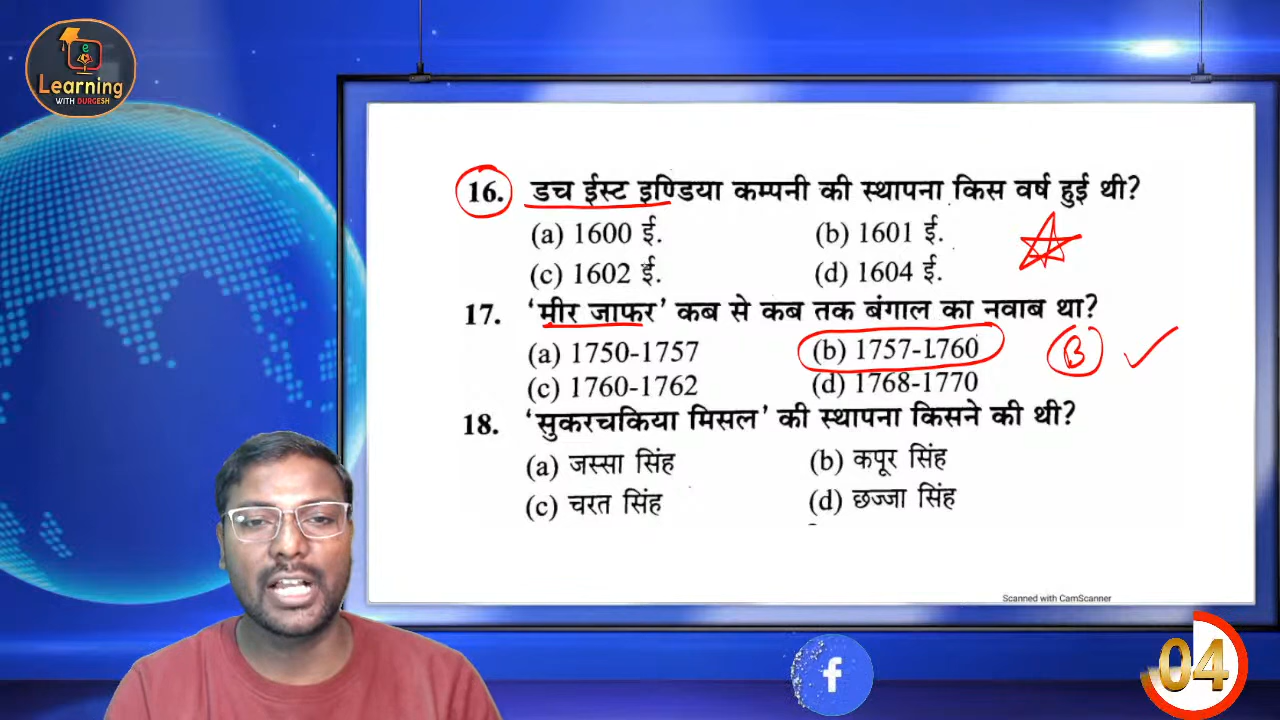 e
Learning
WITH DURGESH
16. डच ईस्ट इण्डिया कम्पनी की स्थापना किस वर्ष हुई थी?
(a) 1600 ई. (b) 1601 ई.
(c) 1602 ई. (d) 1604 ई.
17. 'मीर जाफर' कब से कब तक बंगाल का नवाब था?
(a) 1750-1757 (b) 1757-1760 B
(c) 1760-1762 (d) 1768-1770
18. 'सुकरचकिया मिसल' की स्थापना किसने की थी?
(a) जस्सा सिंह (b) कपूर सिंह
(c) चरत सिंह (d) छज्जा सिंह
Scanned with CamScanner
f
04